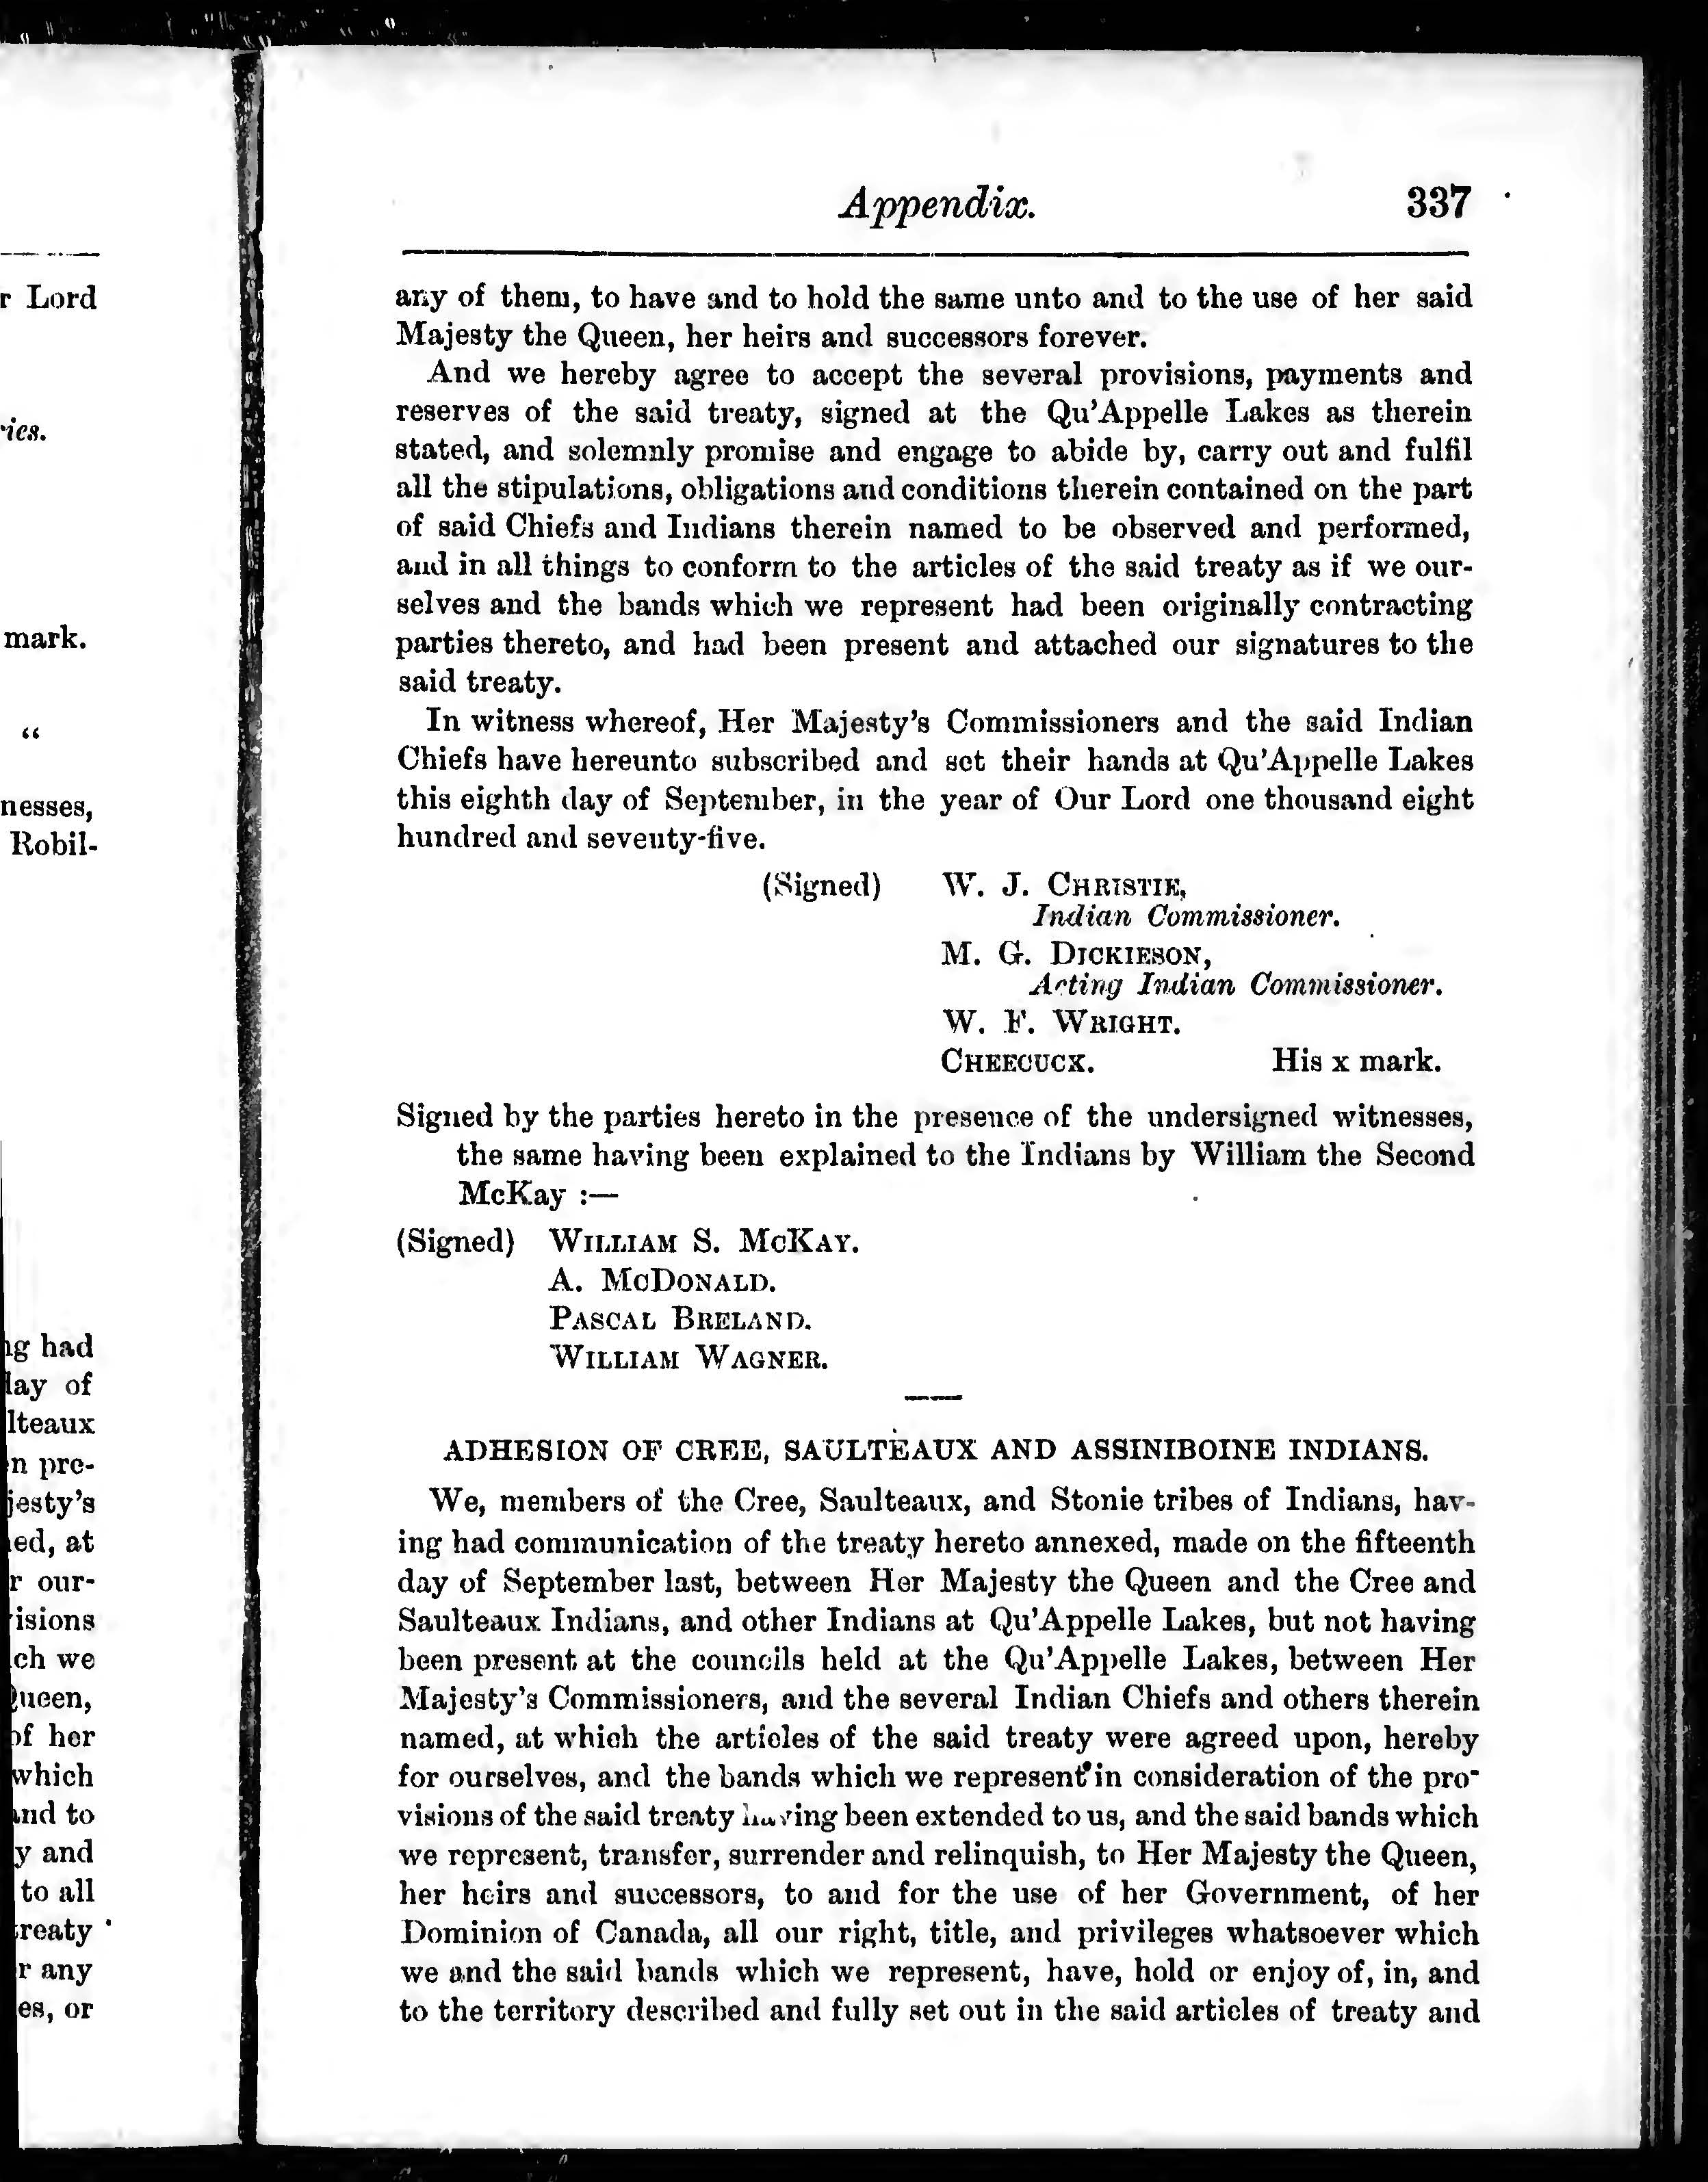 r Lord
ries.
mark.
“
nesses,
Robil-
ng had
day of
lteaux
n pre-
jesty's
ed, at
r our-
isions
ch we
Queen,
of her
which
and to
y and
to all
treaty
r any
es, or
Appendix. 337
any of them, to have and to hold the same unto and to the use of her said
Majesty the Queen, her heirs and successors forever.
And we hereby agree to accept the several provisions, payments and
reserves of the said treaty, signed at the Qu'Appelle Lakes as therein
stated, and solemnly promise and engage to abide by, carry out and fulfil
all the stipulations, obligations and conditions therein contained on the part
of said Chiefs and Indians therein named to be observed and performed,
and in all things to conform to the articles of the said treaty as if we our-
selves and the bands which we represent had been originally contracting
parties thereto, and had been present and attached our signatures to the
said treaty.
In witness whereof, Her Majesty's Commissioners and the said Indian
Chiefs have hereunto subscribed and set their hands at Qu'Appelle Lakes
this eighth day of September, in the year of Our Lord one thousand eight
hundred and seventy-five.
(Signed) W. J. CHRISTIE,
Indian Commissioner.
M. G. DICKIESON,
Acting Indian Commissioner.
W. F. WRIGHT.
CHEECUCK. His x mark.
Signed by the parties hereto in the presence of the undersigned witnesses,
the same having been explained to the Indians by William the Second
McKay :—
(Signed) WILLIAM S. MCKAY.
A. MCDONALD.
PASCAL BRELAND.
WILLIAM WAGNER.
ADHESION OF CREE, SAULTEAUX AND ASSINIBOINE INDIANS.
We, members of the Cree, Saulteaux, and Stonie tribes of Indians, hav-
ing had communication of the treaty hereto annexed, made on the fifteenth
day of September last, between Her Majesty the Queen and the Cree and
Saulteaux Indians, and other Indians at Qu'Appelle Lakes, but not having
been present at the councils held at the Qu'Appelle Lakes, between Her
Majesty's Commissioners, and the several Indian Chiefs and others therein
named, at which the articles of the said treaty were agreed upon, hereby
for ourselves, and the bands which we represent in consideration of the pro-
visions of the said treaty having been extended to us, and the said bands which
we represent, transfer, surrender and relinquish, to Her Majesty the Queen,
her heirs and successors, to and for the use of her Government, of her
Dominion of Canada, all our right, title, and privileges whatsoever which
we and the said bands which we represent, have, hold or enjoy of, in, and
to the territory described and fully set out in the said articles of treaty and